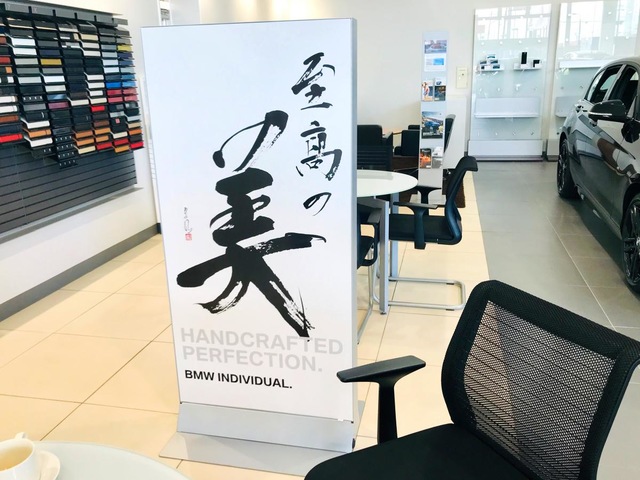 至高の
美
HANDCRAFTED
PERFECTION.
BMW INDIVIDUAL.